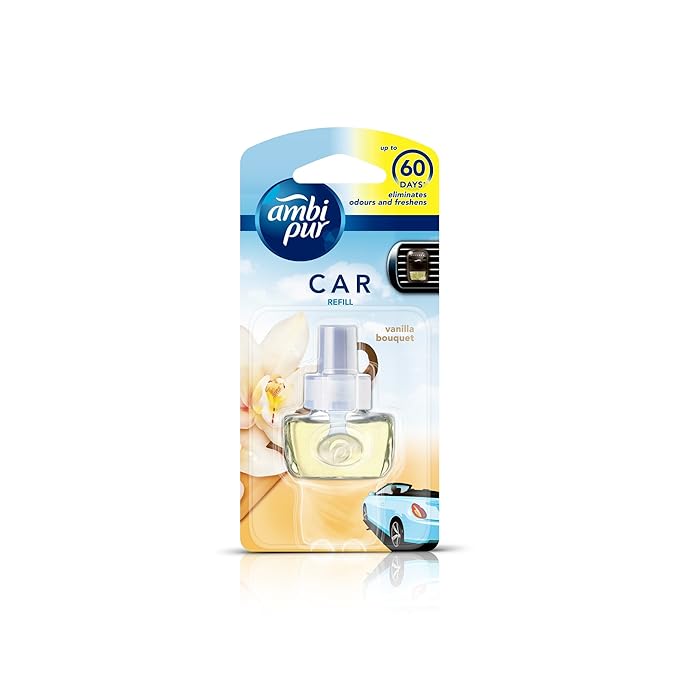 up to
60
DAYS*
eliminates
odours and freshens
ambi
pur
CAR
REFILL
vanilla
bouquet